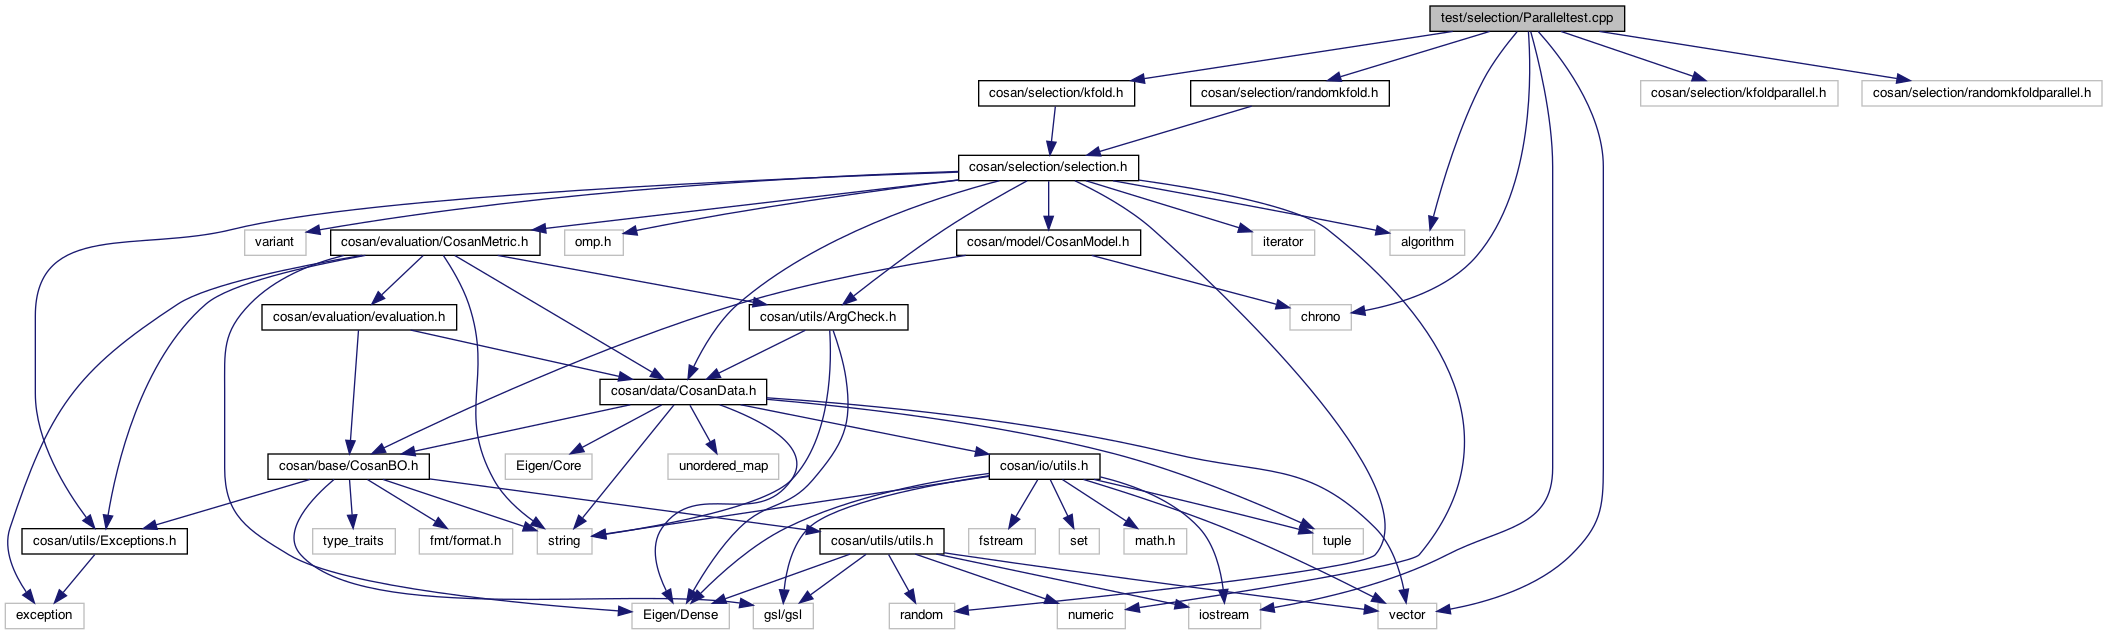 test/selection/Paralleltest.cpp
cosan/selection/kfold.h
cosan/selection/randomkfold.h
cosan/selection/kfoldparallel.h
cosan/selection/randomkfoldparallel.h
cosan/selection/selection.h
variant
cosan/evaluation/CosanMetric.h
omp.h
cosan/model/CosanModel.h
iterator
algorithm
cosan/evaluation/evaluation.h
cosan/utils/ArgCheck.h
chrono
cosan/data/CosanData.h
cosan/base/CosanBO.h
Eigen/Core
unordered_map
cosan/io/utils.h
cosan/utils/Exceptions.h
type_traits
fmt/format.h
string
cosan/utils/utils.h
fstream
set
math.h
tuple
exception
Eigen/Dense
gsl/gsl
random
numeric
iostream
vector